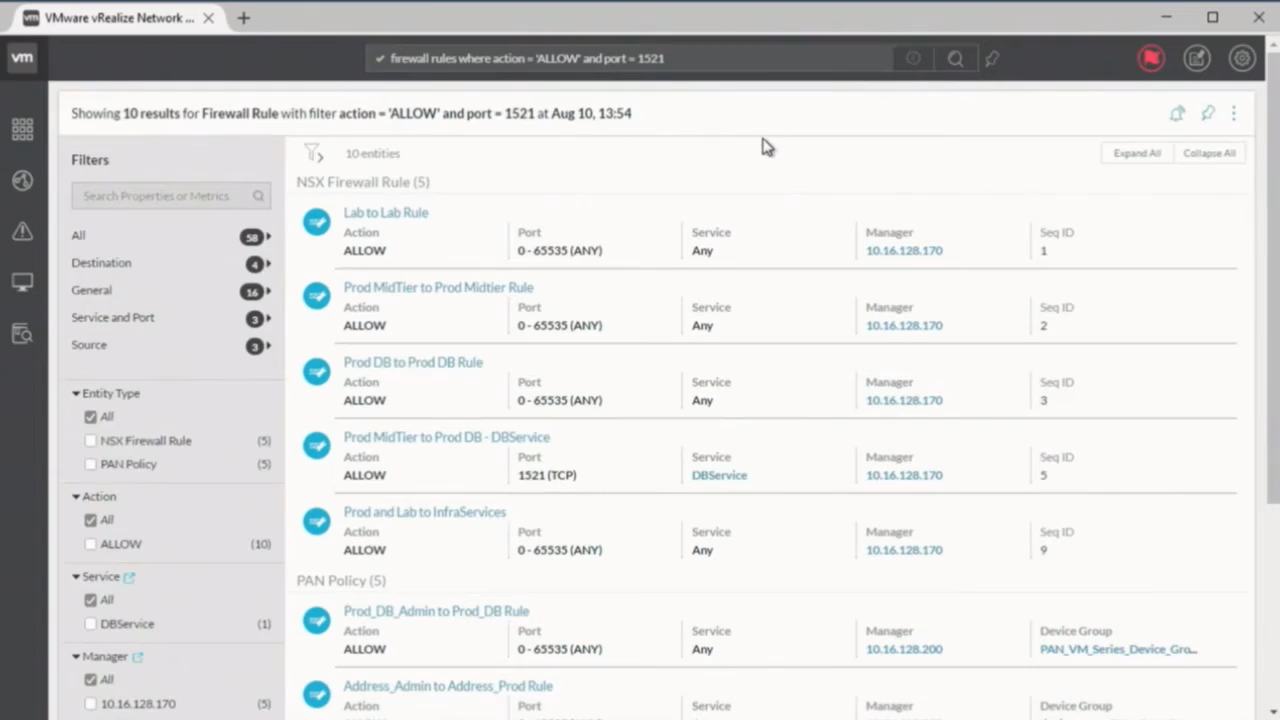 vm VMware vRealize Network ...
vm
firewall rules where action = 'ALLOW' and port = 1521
Showing 10 results for Firewall Rule with filter action = 'ALLOW' and port = 1521 at Aug 10, 13:54
Filters
Search Properties or Metrics
All 58
Destination 4
General 16
Service and Port 3
Source 3
Entity Type
All
NSX Firewall Rule (5)
PAN Policy (5)
Action
All
ALLOW (10)
Service
All
DBService (1)
Manager
All
10.16.128.170 (5)
10 entities
Expand All Collapse All
NSX Firewall Rule (5)
Lab to Lab Rule
Action Port Service Manager Seq ID
ALLOW 0 - 65535 (ANY) Any 10.16.128.170 1
Prod MidTier to Prod Midtier Rule
Action Port Service Manager Seq ID
ALLOW 0 - 65535 (ANY) Any 10.16.128.170 2
Prod DB to Prod DB Rule
Action Port Service Manager Seq ID
ALLOW 0 - 65535 (ANY) Any 10.16.128.170 3
Prod MidTier to Prod DB - DBService
Action Port Service Manager Seq ID
ALLOW 1521 (TCP) DBService 10.16.128.170 5
Prod and Lab to InfraServices
Action Port Service Manager Seq ID
ALLOW 0 - 65535 (ANY) Any 10.16.128.170 9
PAN Policy (5)
Prod_DB_Admin to Prod_DB Rule
Action Port Service Manager Device Group
ALLOW 0 - 65535 (ANY) Any 10.16.128.200 PAN_VM_Series_Device_Gro...
Address_Admin to Address_Prod Rule
Action Port Service Manager Device Group